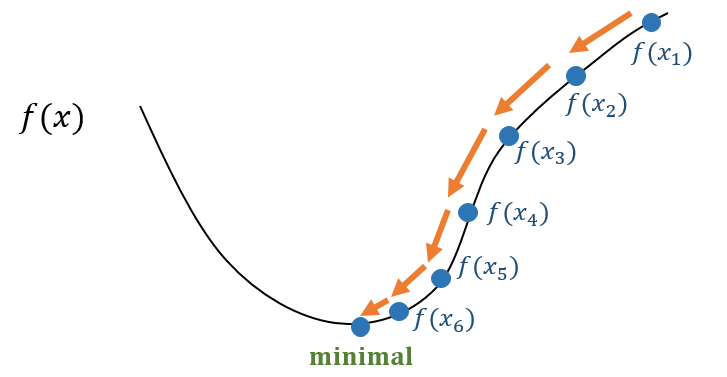 f(x₁)
f(x₂)
f(x)
f(x₃)
f(x₄)
f(x₅)
f(x₆)
minimal